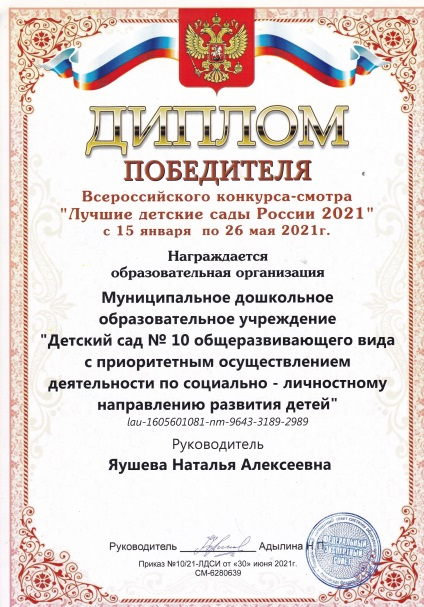 ДИПЛОМ
ПОБЕДИТЕЛЯ
Всероссийского конкурса-смотра
"Лучшие детские сады России 2021"
с 15 января по 26 мая 2021г.
Награждается
образовательная организация
Муниципальное дошкольное
образовательное учреждение
"Детский сад № 10 общеразвивающего вида
с приоритетным осуществлением
деятельности по социально - личностному
направлению развития детей"
lau-1605601081-nm-9643-3189-2989
Руководитель
Яушева Наталья Алексеевна
Руководитель Адылина Н.П.
Приказ №10/21-ЛДСИ от «30» июня 2021г.
СМ-6280639
ФЕДЕРАЛЬНЫЙ
ЭКСПЕРТНЫЙ
СОВЕТ